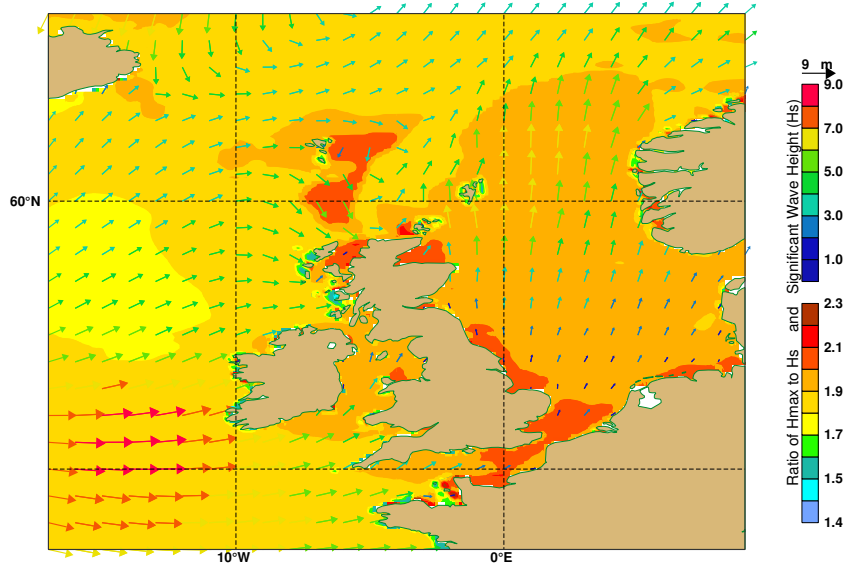 9 m
9.0
7.0
5.0
3.0
1.0
2.3
2.1
1.9
1.7
1.5
1.4
Ratio of Hmax to Hs and Significant Wave Height (Hs)
60°N
10°W
0°E